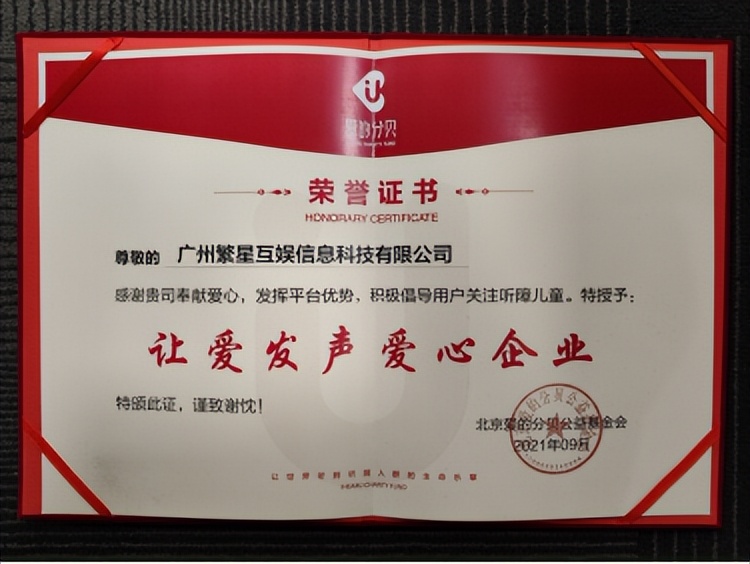 爱的分贝
荣誉证书
HONORARY CERTIFICATE
尊敬的 广州繁星互娱信息科技有限公司
感谢贵司奉献爱心,发挥平台优势,积极倡导用户关注听障儿童。特授予:
让爱发声爱心企业
特颁此证,谨致谢忱!
北京爱的分贝公益基金会
2021年09月